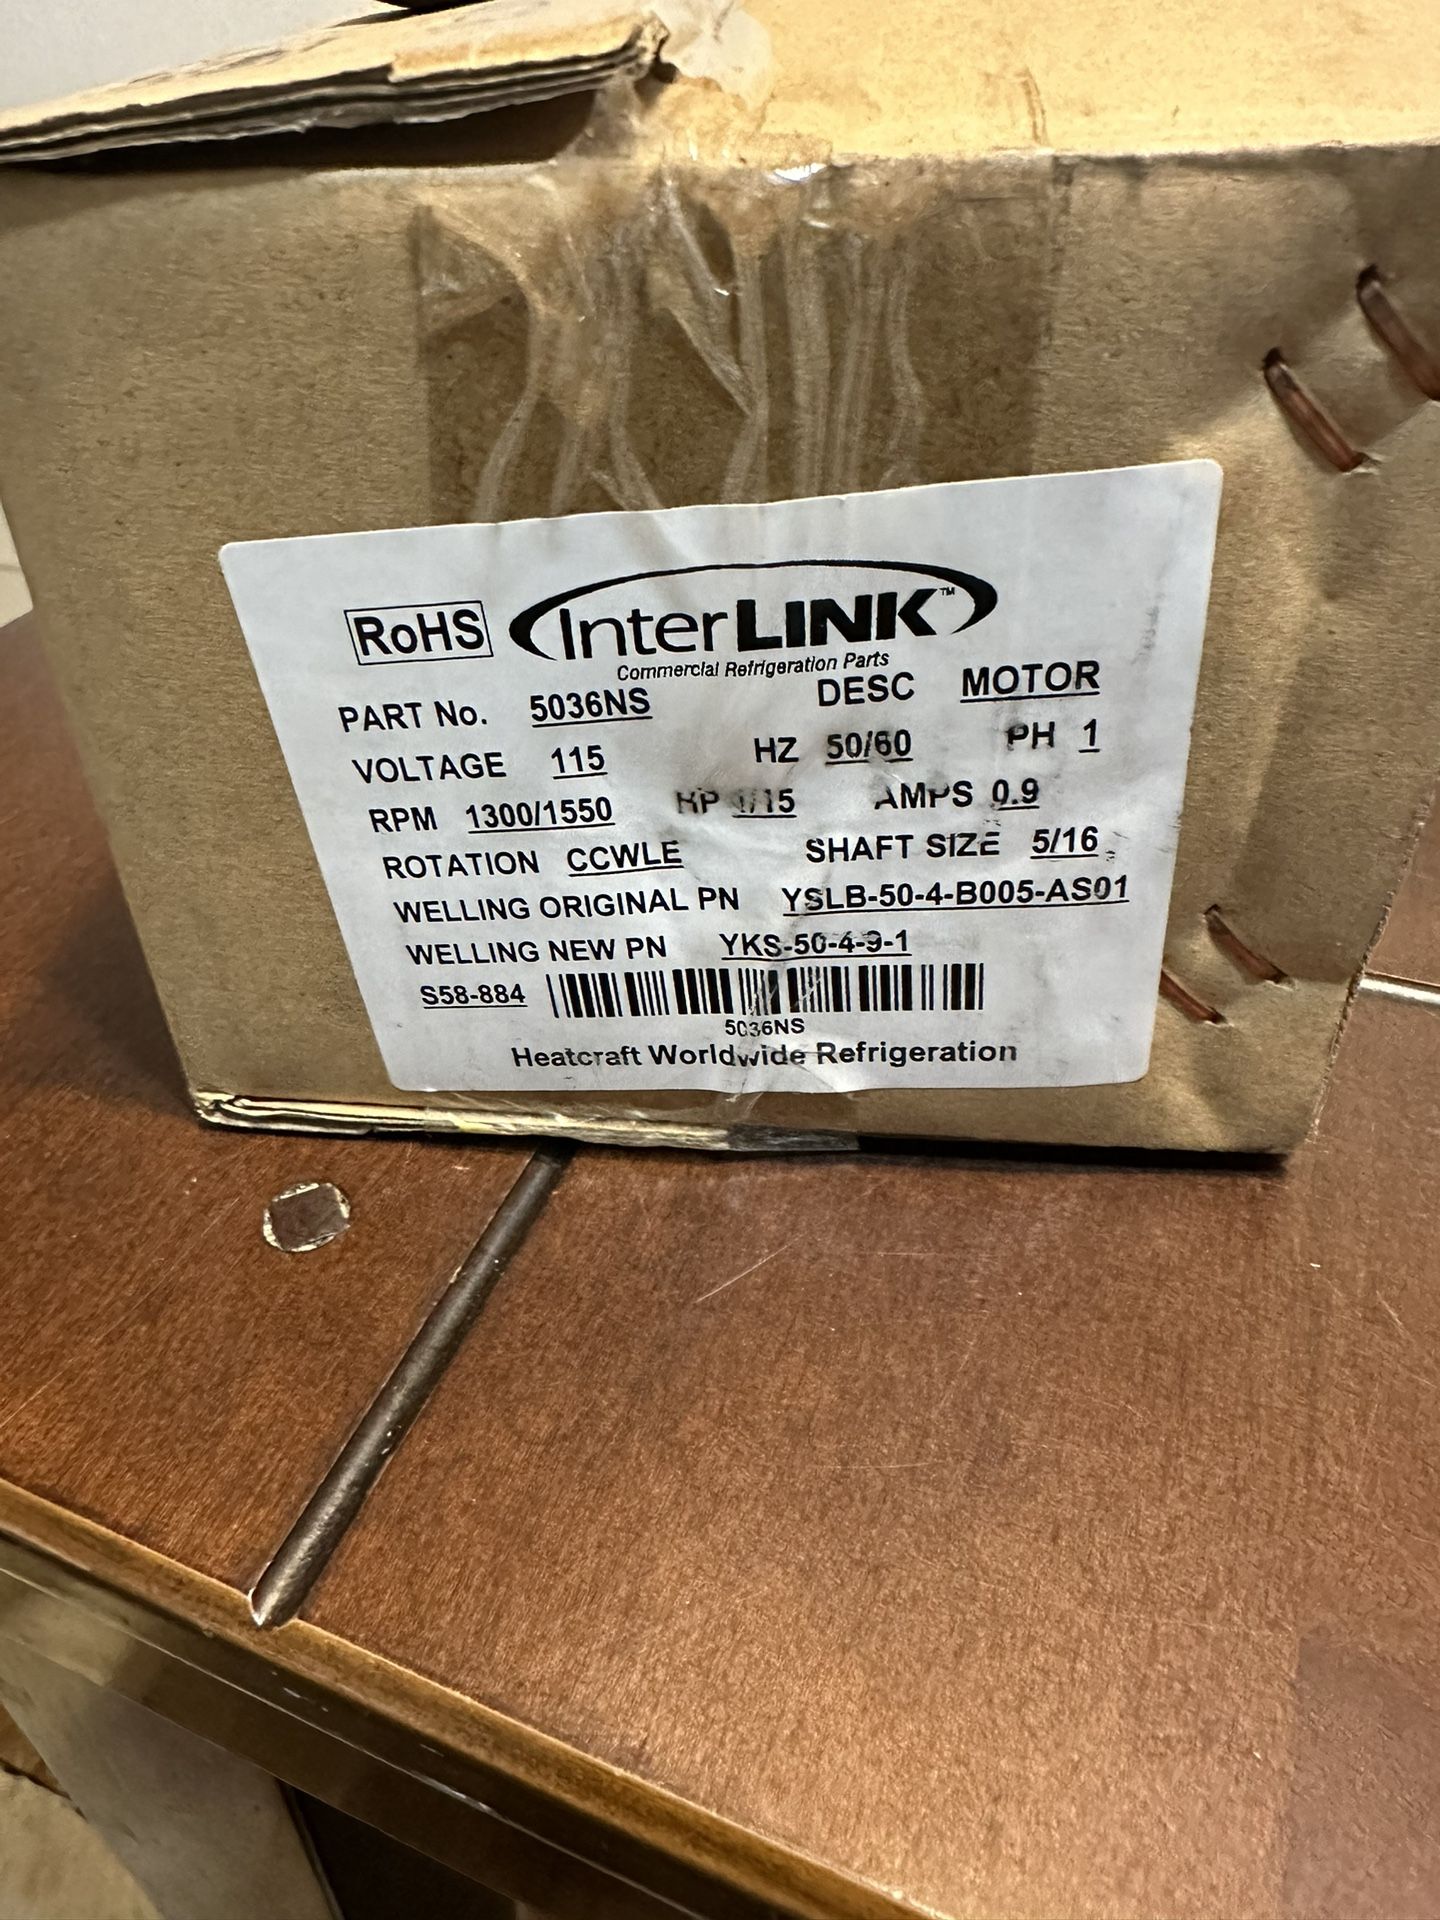 RoHS InterLINK™
Commercial Refrigeration Parts
PART No. 5036NS DESC MOTOR
VOLTAGE 115 HZ 50/60 PH 1
RPM 1300/1550 HP 1/15 AMPS 0.9
ROTATION CCWLE SHAFT SIZE 5/16
WELLING ORIGINAL PN YSLB-50-4-B005-AS01
WELLING NEW PN YKS-50-4-9-1
S58-884
5036NS
Heatcraft Worldwide Refrigeration